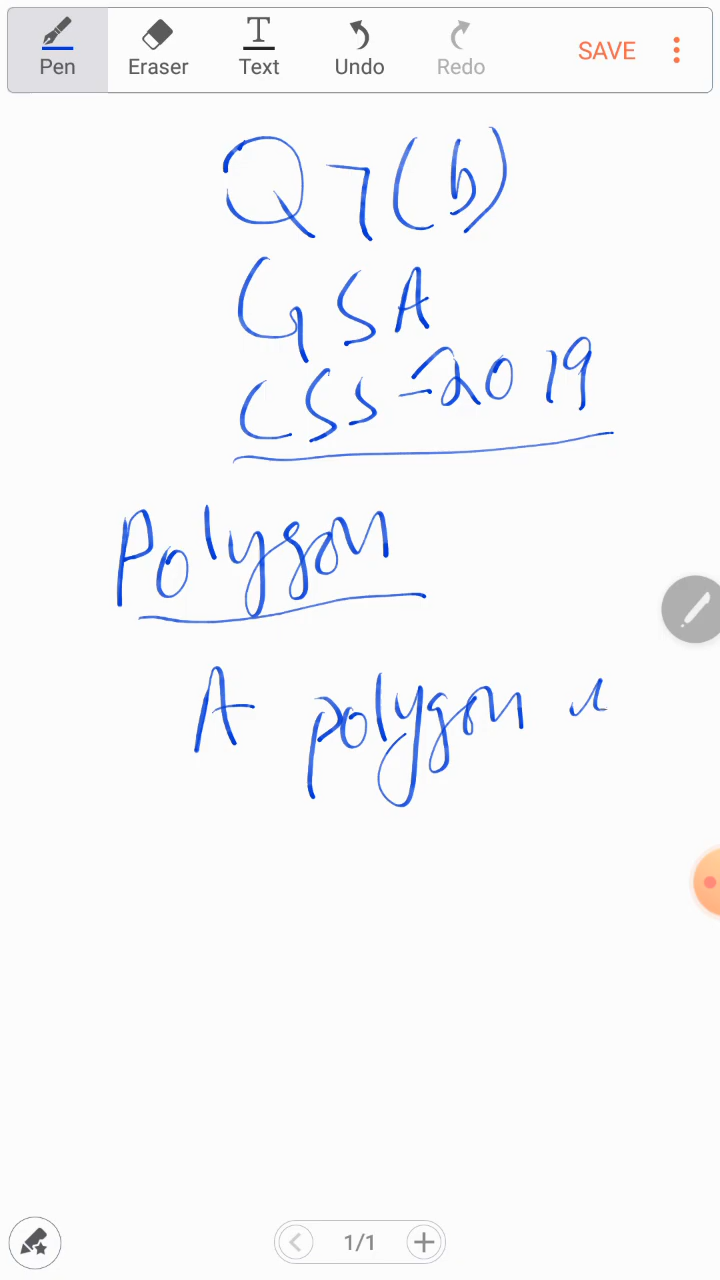 Pen Eraser Text Undo Redo SAVE
Q7(b)
GSA
CSS-2019
Polygon
A polygon
1/1